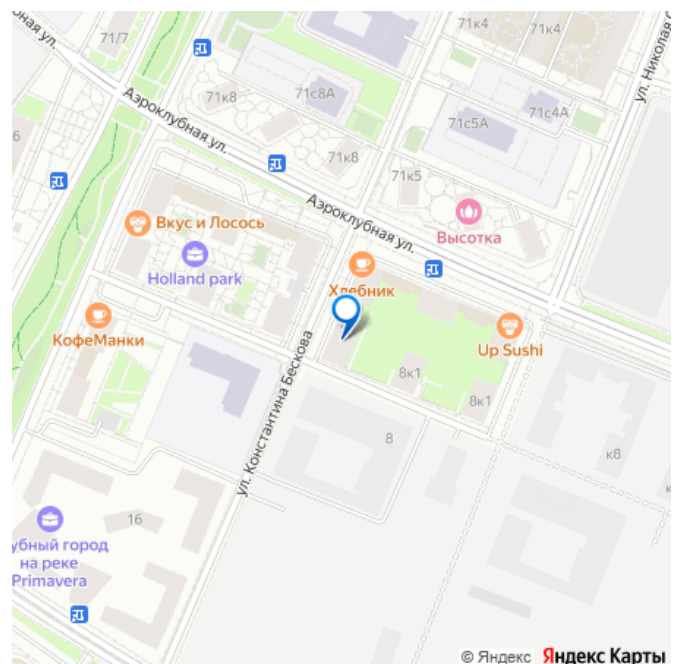 ная ул.
71/7
71к4
71к4
ул. Николая С
71к8
71с8А
71с4А
71с5А
Аэроклубная ул.
71к8
71к5
6
Аэроклубная ул.
Вкус и Лосось
Высотка
Holland park
Хлебник
КофеМанки
Up Sushi
8к1
8к1
ул. Константина Бескова
8
к8
к
16
убный город
на реке
Primavera
© Яндекс Яндекс Карты